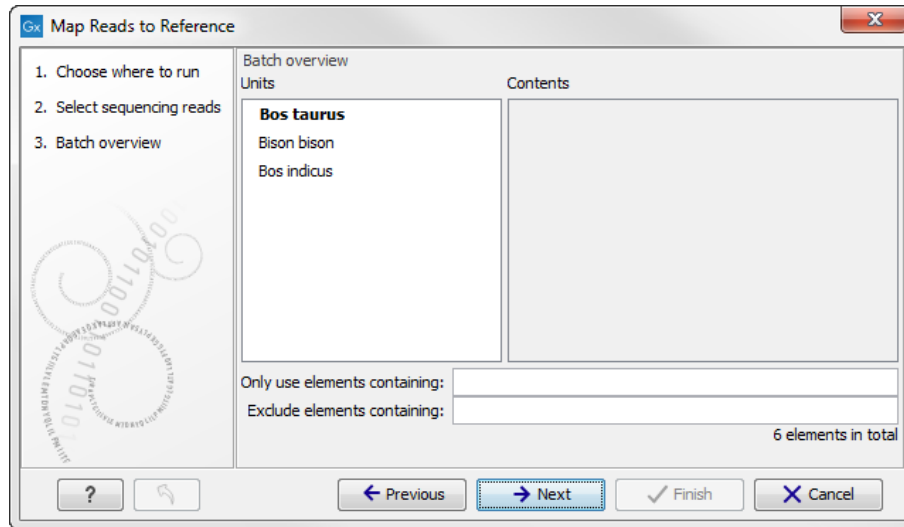 Gx Map Reads to Reference
1. Choose where to run
2. Select sequencing reads
3. Batch overview
Batch overview
Units
Contents
Bos taurus
Bison bison
Bos indicus
Only use elements containing:
Exclude elements containing:
6 elements in total
?
Previous
Next
Finish
Cancel